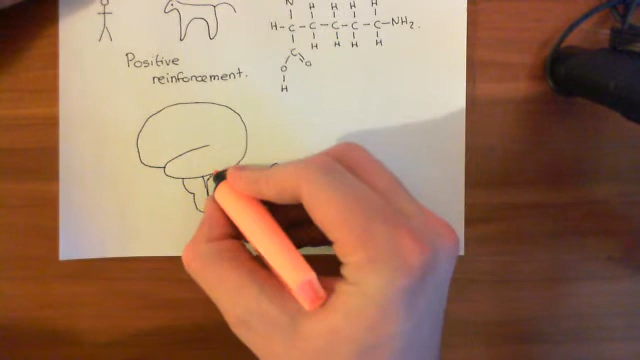 N H H H H
H-C-C-C-C-C-NH₂.
H H H H
C
O O
H
Positive
reinforcement.